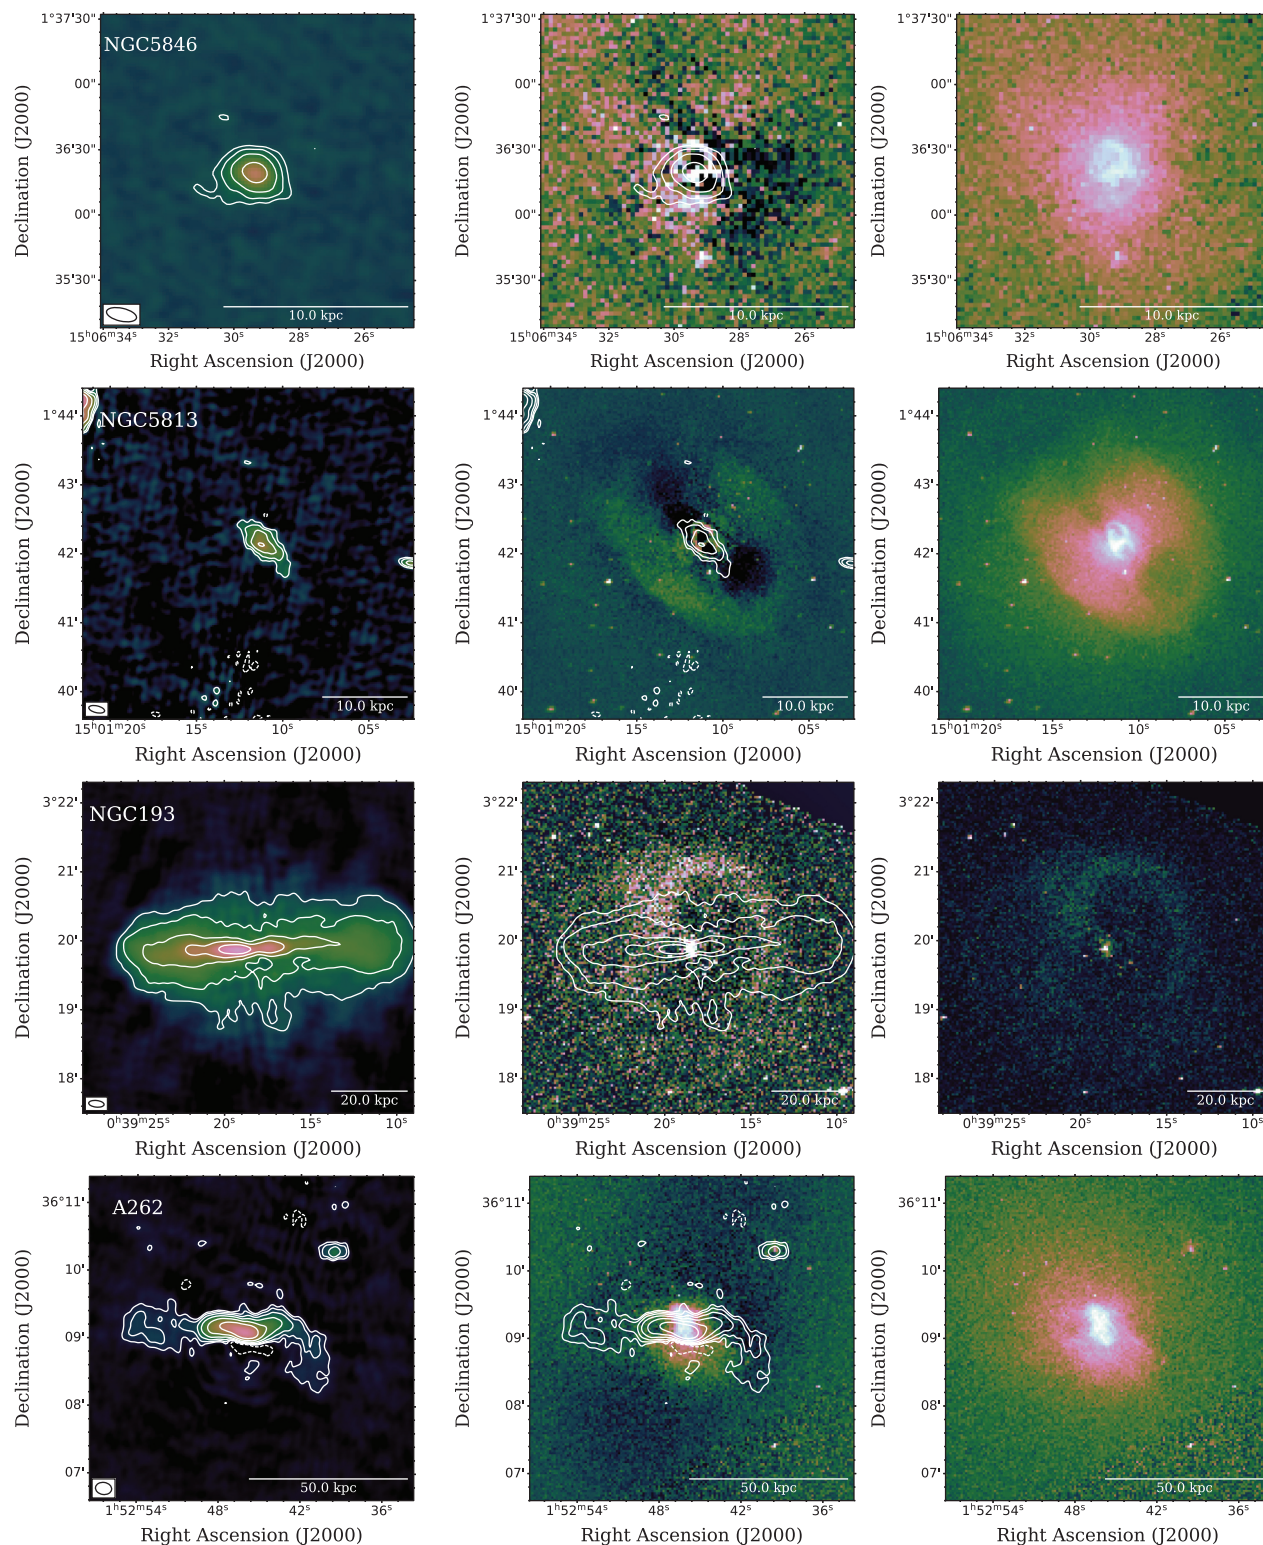 NGC5846
Declination (J2000)
1°37'30"
00"
36'30"
00"
35'30"
10.0 kpc
15ʰ06ᵐ34ˢ 32ˢ 30ˢ 28ˢ 26ˢ
Right Ascension (J2000)
Declination (J2000)
1°37'30"
00"
36'30"
00"
35'30"
10.0 kpc
15ʰ06ᵐ34ˢ 32ˢ 30ˢ 28ˢ 26ˢ
Right Ascension (J2000)
Declination (J2000)
1°37'30"
00"
36'30"
00"
35'30"
10.0 kpc
15ʰ06ᵐ34ˢ 32ˢ 30ˢ 28ˢ 26ˢ
Right Ascension (J2000)
NGC5813
Declination (J2000)
1°44'
43'
42'
41'
40'
10.0 kpc
15ʰ01ᵐ20ˢ 15ˢ 10ˢ 05ˢ
Right Ascension (J2000)
Declination (J2000)
1°44'
43'
42'
41'
40'
10.0 kpc
15ʰ01ᵐ20ˢ 15ˢ 10ˢ 05ˢ
Right Ascension (J2000)
Declination (J2000)
1°44'
43'
42'
41'
40'
10.0 kpc
15ʰ01ᵐ20ˢ 15ˢ 10ˢ 05ˢ
Right Ascension (J2000)
NGC193
Declination (J2000)
3°22'
21'
20'
19'
18'
20.0 kpc
0ʰ39ᵐ25ˢ 20ˢ 15ˢ 10ˢ
Right Ascension (J2000)
Declination (J2000)
3°22'
21'
20'
19'
18'
20.0 kpc
0ʰ39ᵐ25ˢ 20ˢ 15ˢ 10ˢ
Right Ascension (J2000)
Declination (J2000)
3°22'
21'
20'
19'
18'
20.0 kpc
0ʰ39ᵐ25ˢ 20ˢ 15ˢ 10ˢ
Right Ascension (J2000)
A262
Declination (J2000)
36°11'
10'
09'
08'
07'
50.0 kpc
1ʰ52ᵐ54ˢ 48ˢ 42ˢ 36ˢ
Right Ascension (J2000)
Declination (J2000)
36°11'
10'
09'
08'
07'
50.0 kpc
1ʰ52ᵐ54ˢ 48ˢ 42ˢ 36ˢ
Right Ascension (J2000)
Declination (J2000)
36°11'
10'
09'
08'
07'
50.0 kpc
1ʰ52ᵐ54ˢ 48ˢ 42ˢ 36ˢ
Right Ascension (J2000)